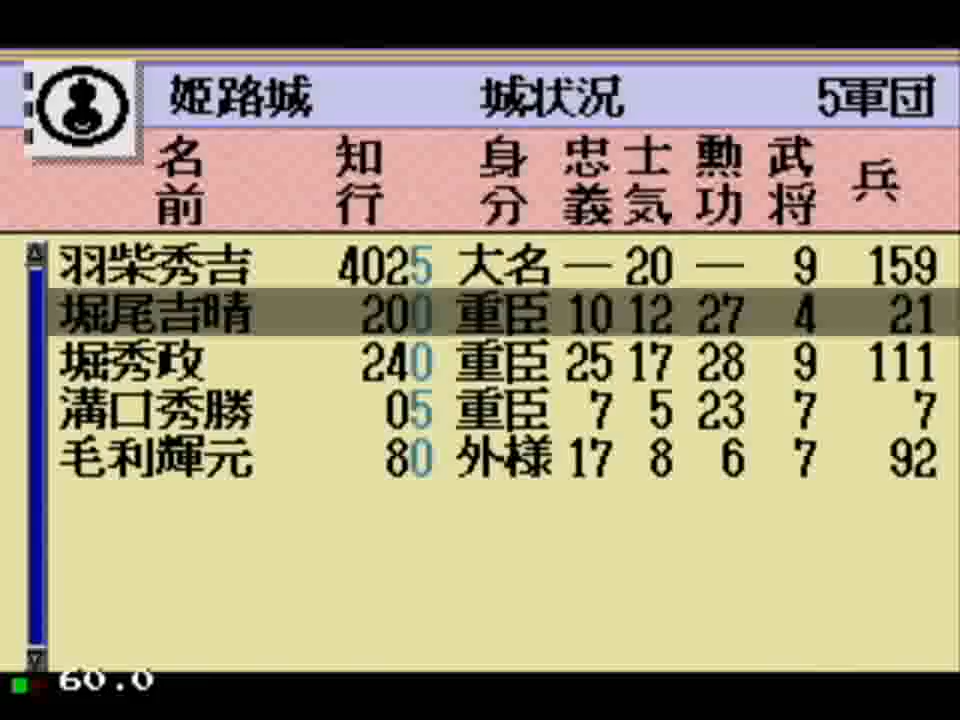 姫路城 城状況 5軍団
名前 知行 身分 忠義 士気 勲功 武将 兵
羽柴秀吉 4025 大名 — 20 — 9 159
堀尾吉晴 200 重臣 10 12 27 4 21
堀秀政 240 重臣 25 17 28 9 111
溝口秀勝 05 重臣 7 5 23 7 7
毛利輝元 80 外様 17 8 6 7 92
60.0